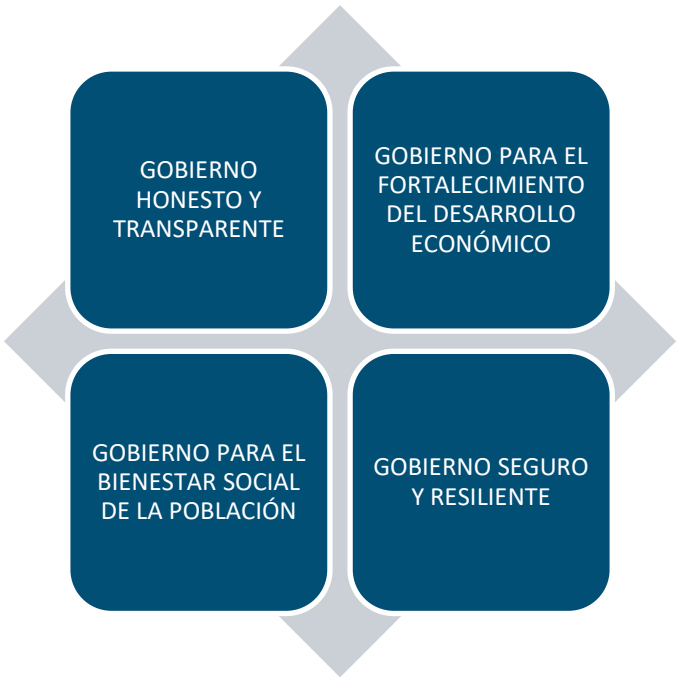 GOBIERNO
HONESTO Y
TRANSPARENTE
GOBIERNO PARA EL
FORTALECIMIENTO
DEL DESARROLLO
ECONÓMICO
GOBIERNO PARA EL
BIENESTAR SOCIAL
DE LA POBLACIÓN
GOBIERNO SEGURO
Y RESILIENTE